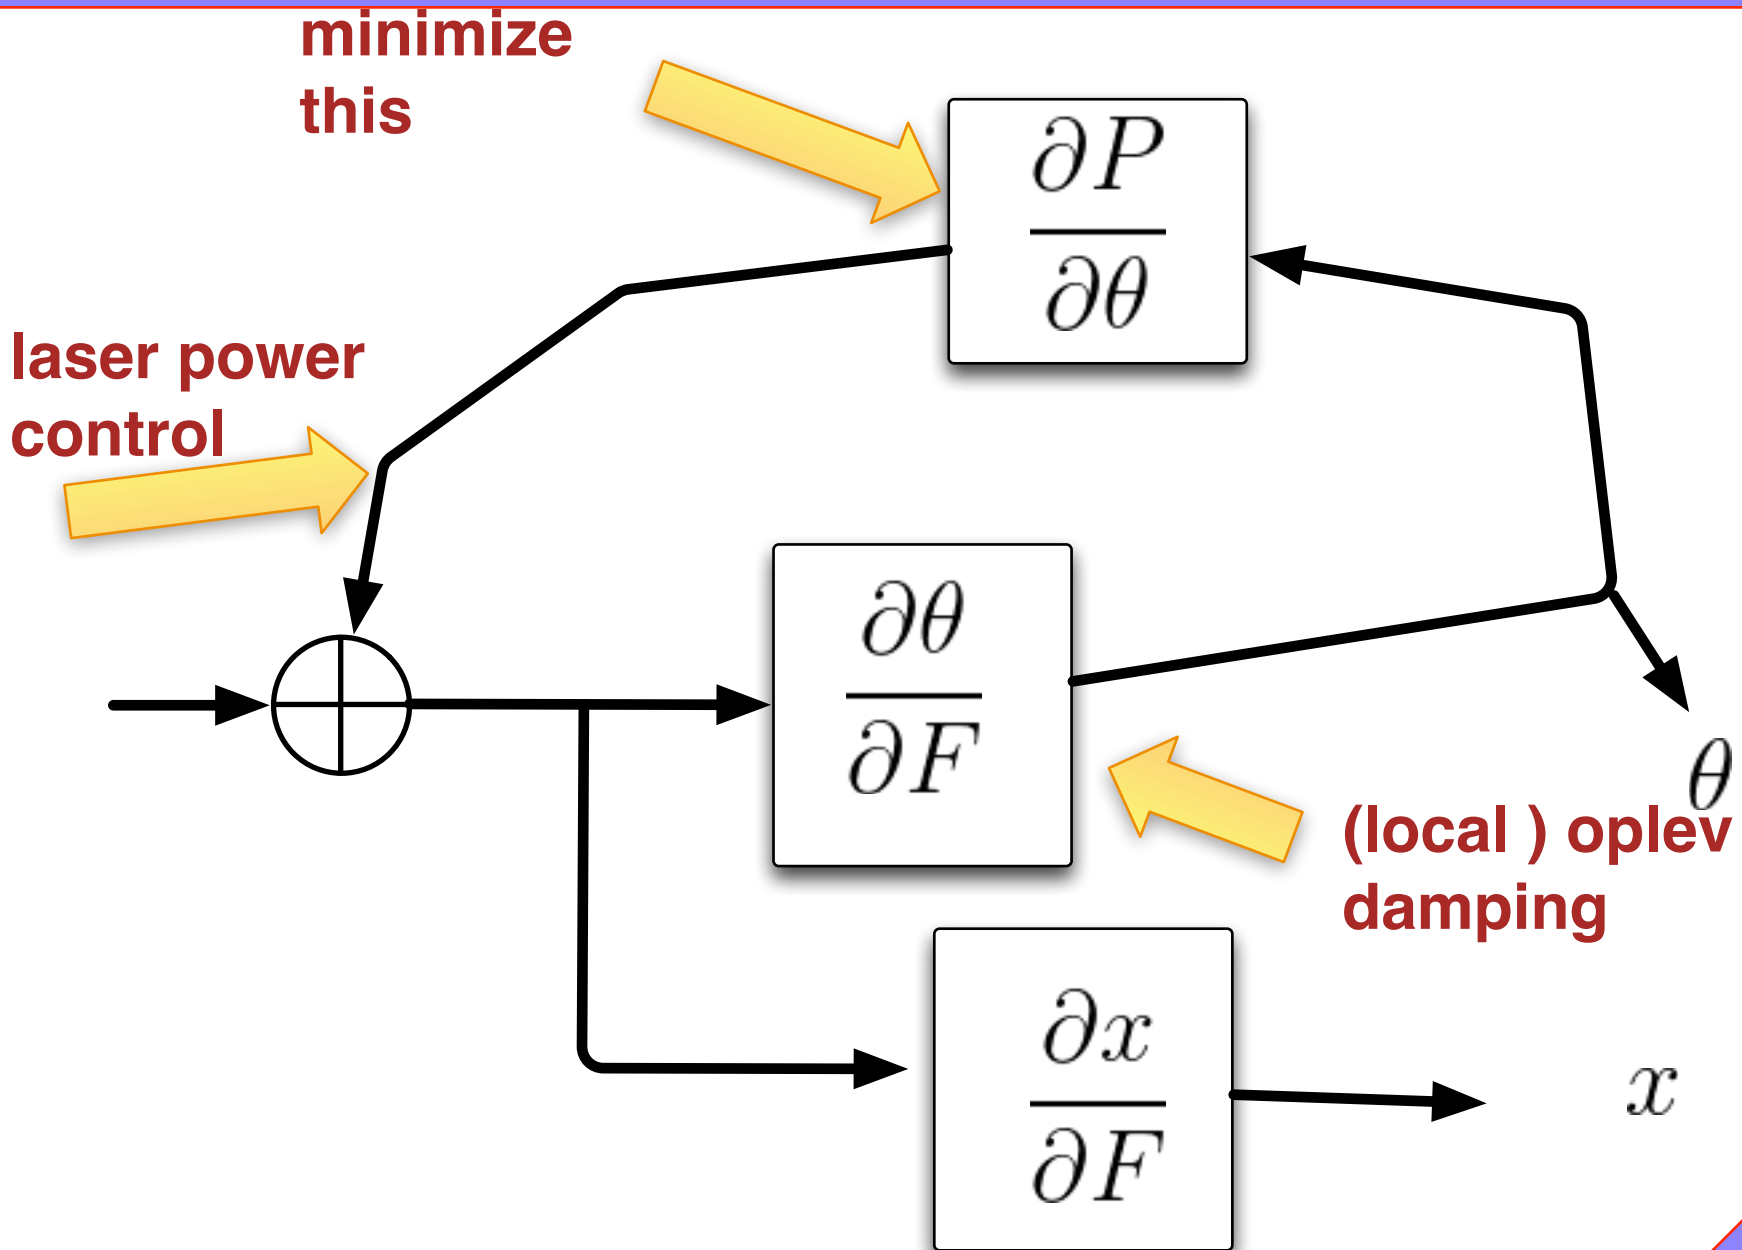 minimize
this
∂P
∂θ
laser power
control
∂θ
∂F
θ
(local ) oplev
damping
∂x
∂F
x